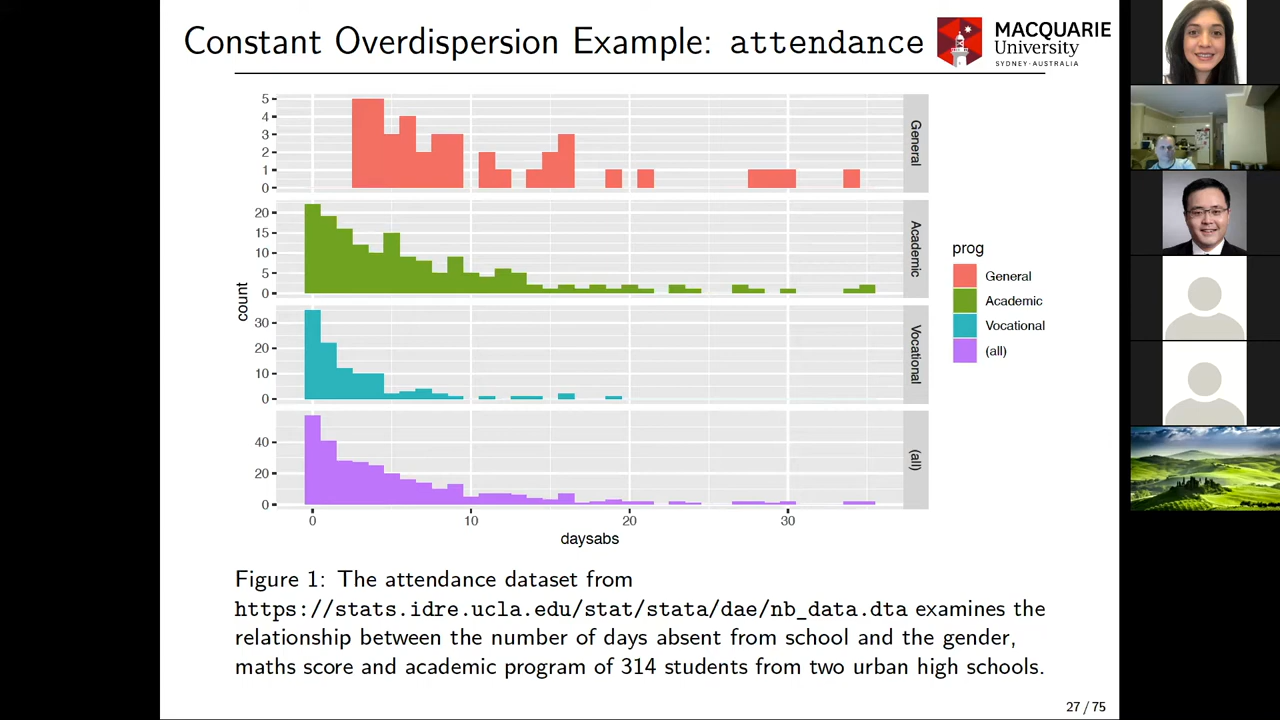 Constant Overdispersion Example: attendance
MACQUARIE
University
SYDNEY·AUSTRALIA
5
4
3
2
1
0
General
20
15
10
5
0
Academic
30
20
10
0
Vocational
40
20
0
(all)
count
0 10 20 30
daysabs
prog
General
Academic
Vocational
(all)
Figure 1: The attendance dataset from
https://stats.idre.ucla.edu/stat/stata/dae/nb_data.dta examines the
relationship between the number of days absent from school and the gender,
maths score and academic program of 314 students from two urban high schools.
27 / 75